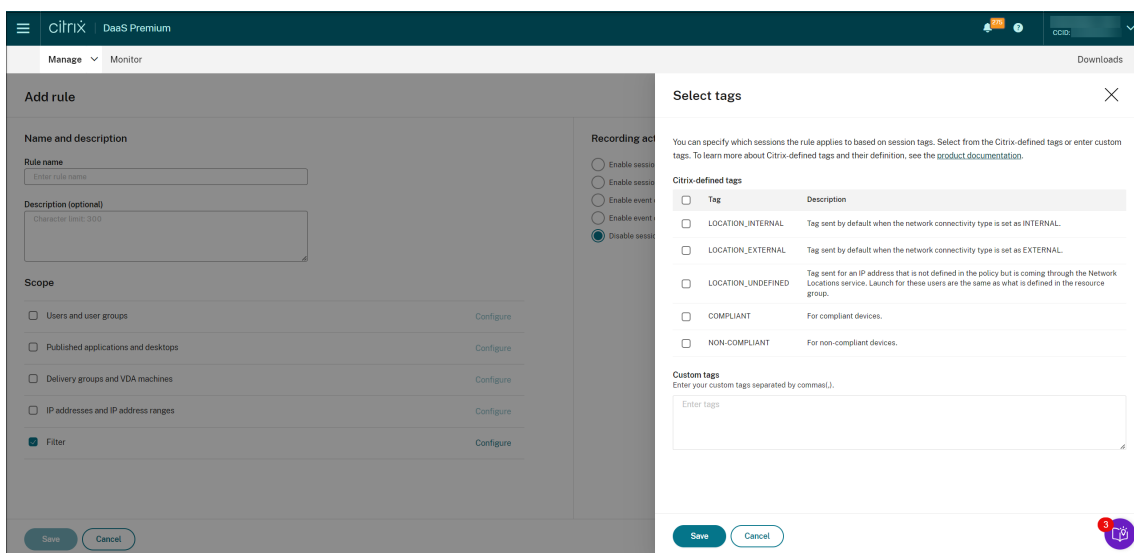 citrix DaaS Premium
CCID:
Manage Monitor Downloads
Add rule
Name and description
Rule name
Enter rule name
Description (optional)
Character limit: 300
Scope
Users and user groups Configure
Published applications and desktops Configure
Delivery groups and VDA machines Configure
IP addresses and IP address ranges Configure
Filter Configure
Save Cancel
Recording act
Enable sessio
Enable sessio
Enable event
Enable event
Disable sessio
Select tags
You can specify which sessions the rule applies to based on session tags. Select from the Citrix-defined tags or enter custom
tags. To learn more about Citrix-defined tags and their definition, see the product documentation.
Citrix-defined tags
Tag Description
LOCATION_INTERNAL Tag sent by default when the network connectivity type is set as INTERNAL.
LOCATION_EXTERNAL Tag sent by default when the network connectivity type is set as EXTERNAL.
LOCATION_UNDEFINED Tag sent for an IP address that is not defined in the policy but is coming through the Network
Locations service. Launch for these users are the same as what is defined in the resource
group.
COMPLIANT For compliant devices.
NON-COMPLIANT For non-compliant devices.
Custom tags
Enter your custom tags separated by commas(,).
Enter tags
Save Cancel
3